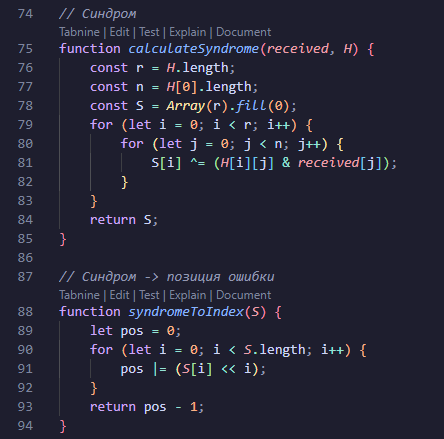 74 // Синдром
Tabnine | Edit | Test | Explain | Document
75 function calculateSyndrome(received, H) {
76     const r = H.length;
77     const n = H[0].length;
78     const S = Array(r).fill(0);
79     for (let i = 0; i < r; i++) {
80         for (let j = 0; j < n; j++) {
81             S[i] ^= (H[i][j] & received[j]);
82         }
83     }
84     return S;
85 }
86
87 // Синдром -> позиция ошибки
Tabnine | Edit | Test | Explain | Document
88 function syndromeToIndex(S) {
89     let pos = 0;
90     for (let i = 0; i < S.length; i++) {
91         pos |= (S[i] << i);
92     }
93     return pos - 1;
94 }